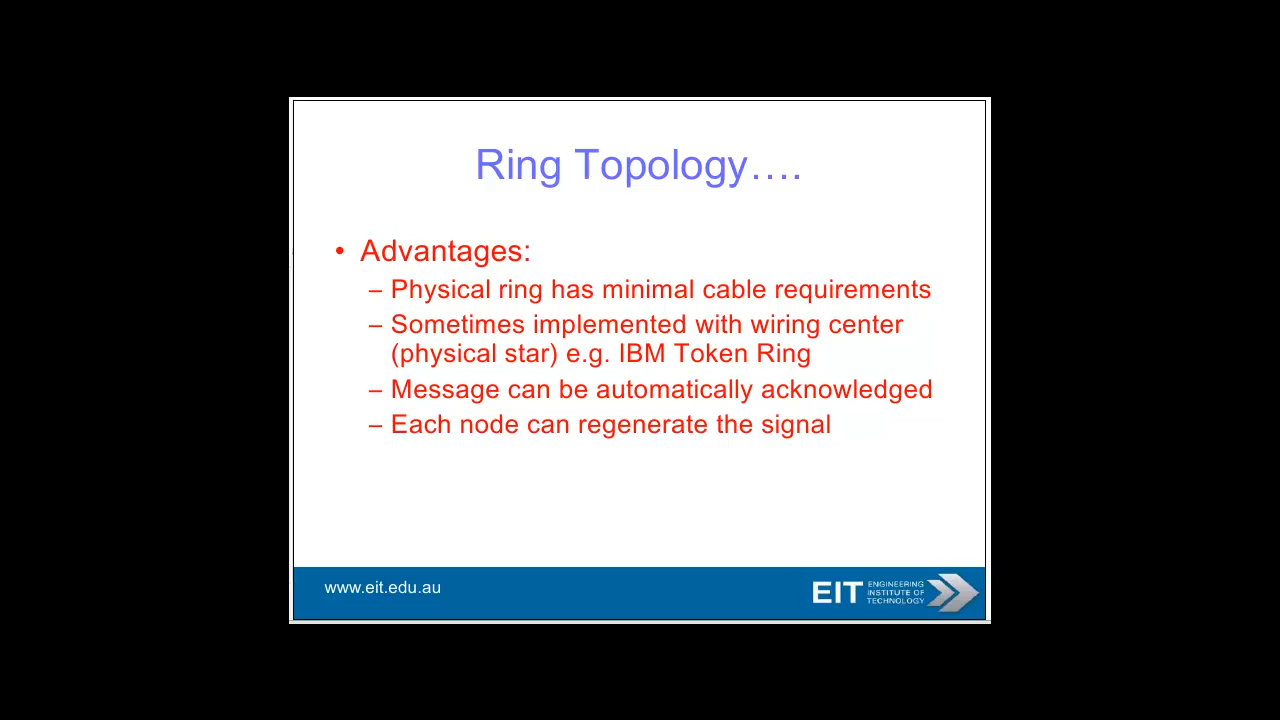 Ring Topology….
• Advantages:
– Physical ring has minimal cable requirements
– Sometimes implemented with wiring center
(physical star) e.g. IBM Token Ring
– Message can be automatically acknowledged
– Each node can regenerate the signal
www.eit.edu.au
EIT
ENGINEERING
INSTITUTE OF
TECHNOLOGY